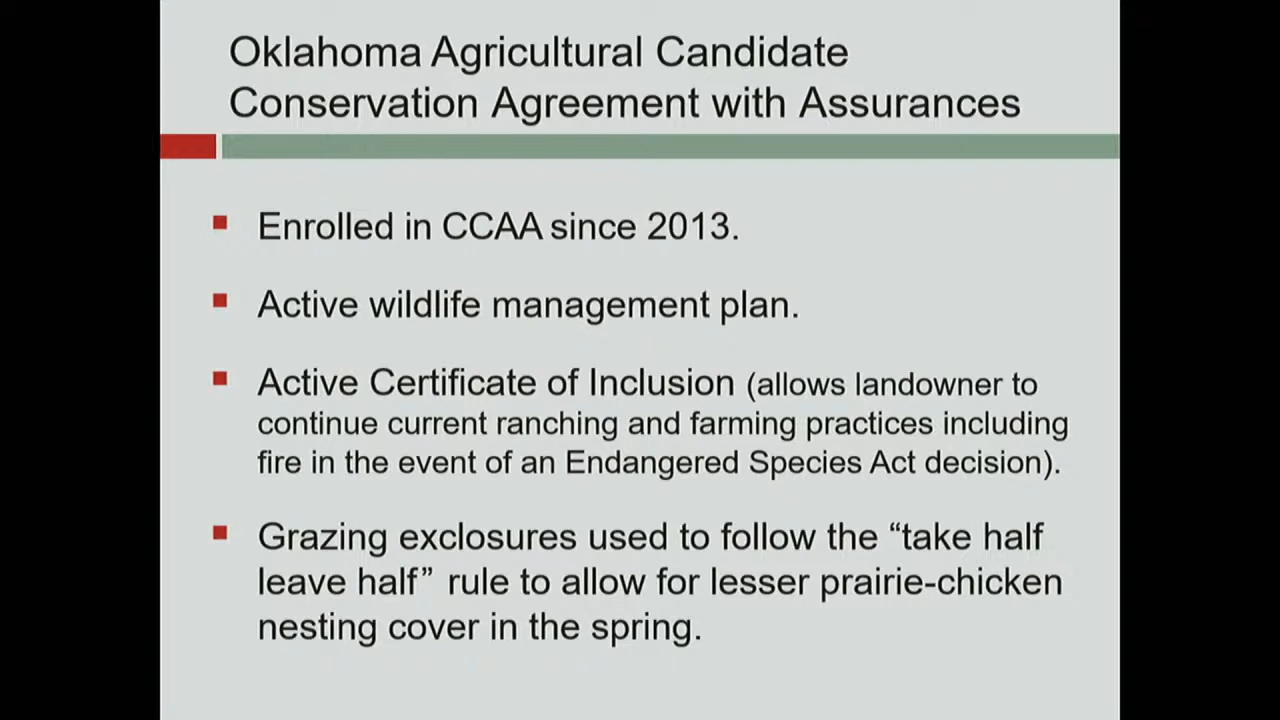 Oklahoma Agricultural Candidate
Conservation Agreement with Assurances
Enrolled in CCAA since 2013.
Active wildlife management plan.
Active Certificate of Inclusion (allows landowner to
continue current ranching and farming practices including
fire in the event of an Endangered Species Act decision).
Grazing exclosures used to follow the “take half
leave half” rule to allow for lesser prairie-chicken
nesting cover in the spring.